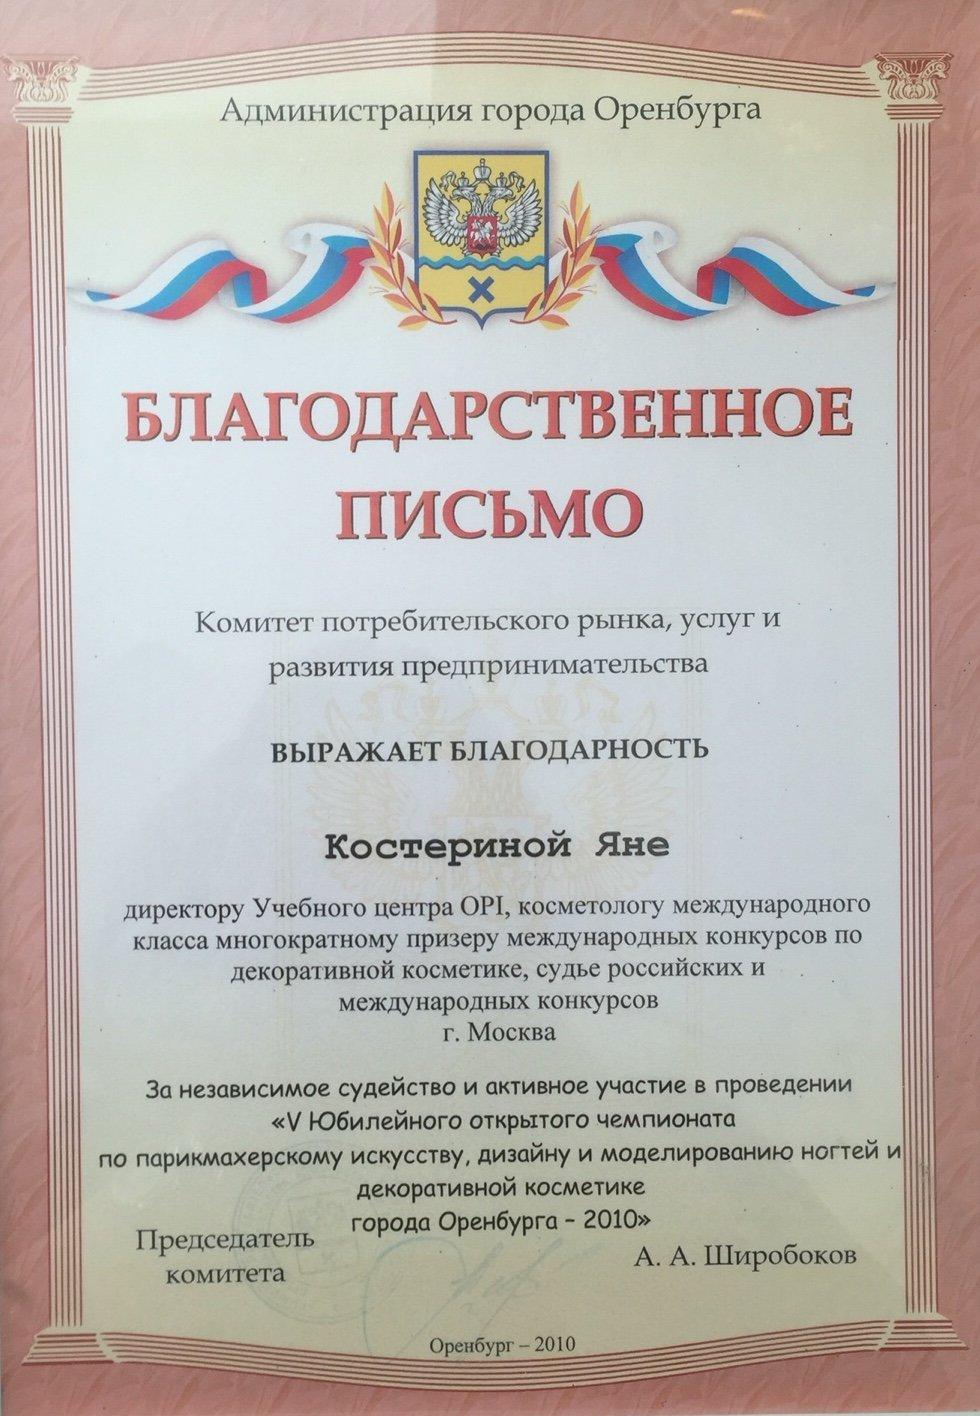 Администрация города Оренбурга
БЛАГОДАРСТВЕННОЕ
ПИСЬМО
Комитет потребительского рынка, услуг и
развития предпринимательства
ВЫРАЖАЕТ БЛАГОДАРНОСТЬ
Костериной Яне
директору Учебного центра OPI, косметологу международного
класса многократному призеру международных конкурсов по
декоративной косметике, судье российских и
международных конкурсов
г. Москва
За независимое судейство и активное участие в проведении
«V Юбилейного открытого чемпионата
по парикмахерскому искусству, дизайну и моделированию ногтей и
декоративной косметике
города Оренбурга – 2010»
Председатель
комитета
А. А. Широбоков
Оренбург – 2010